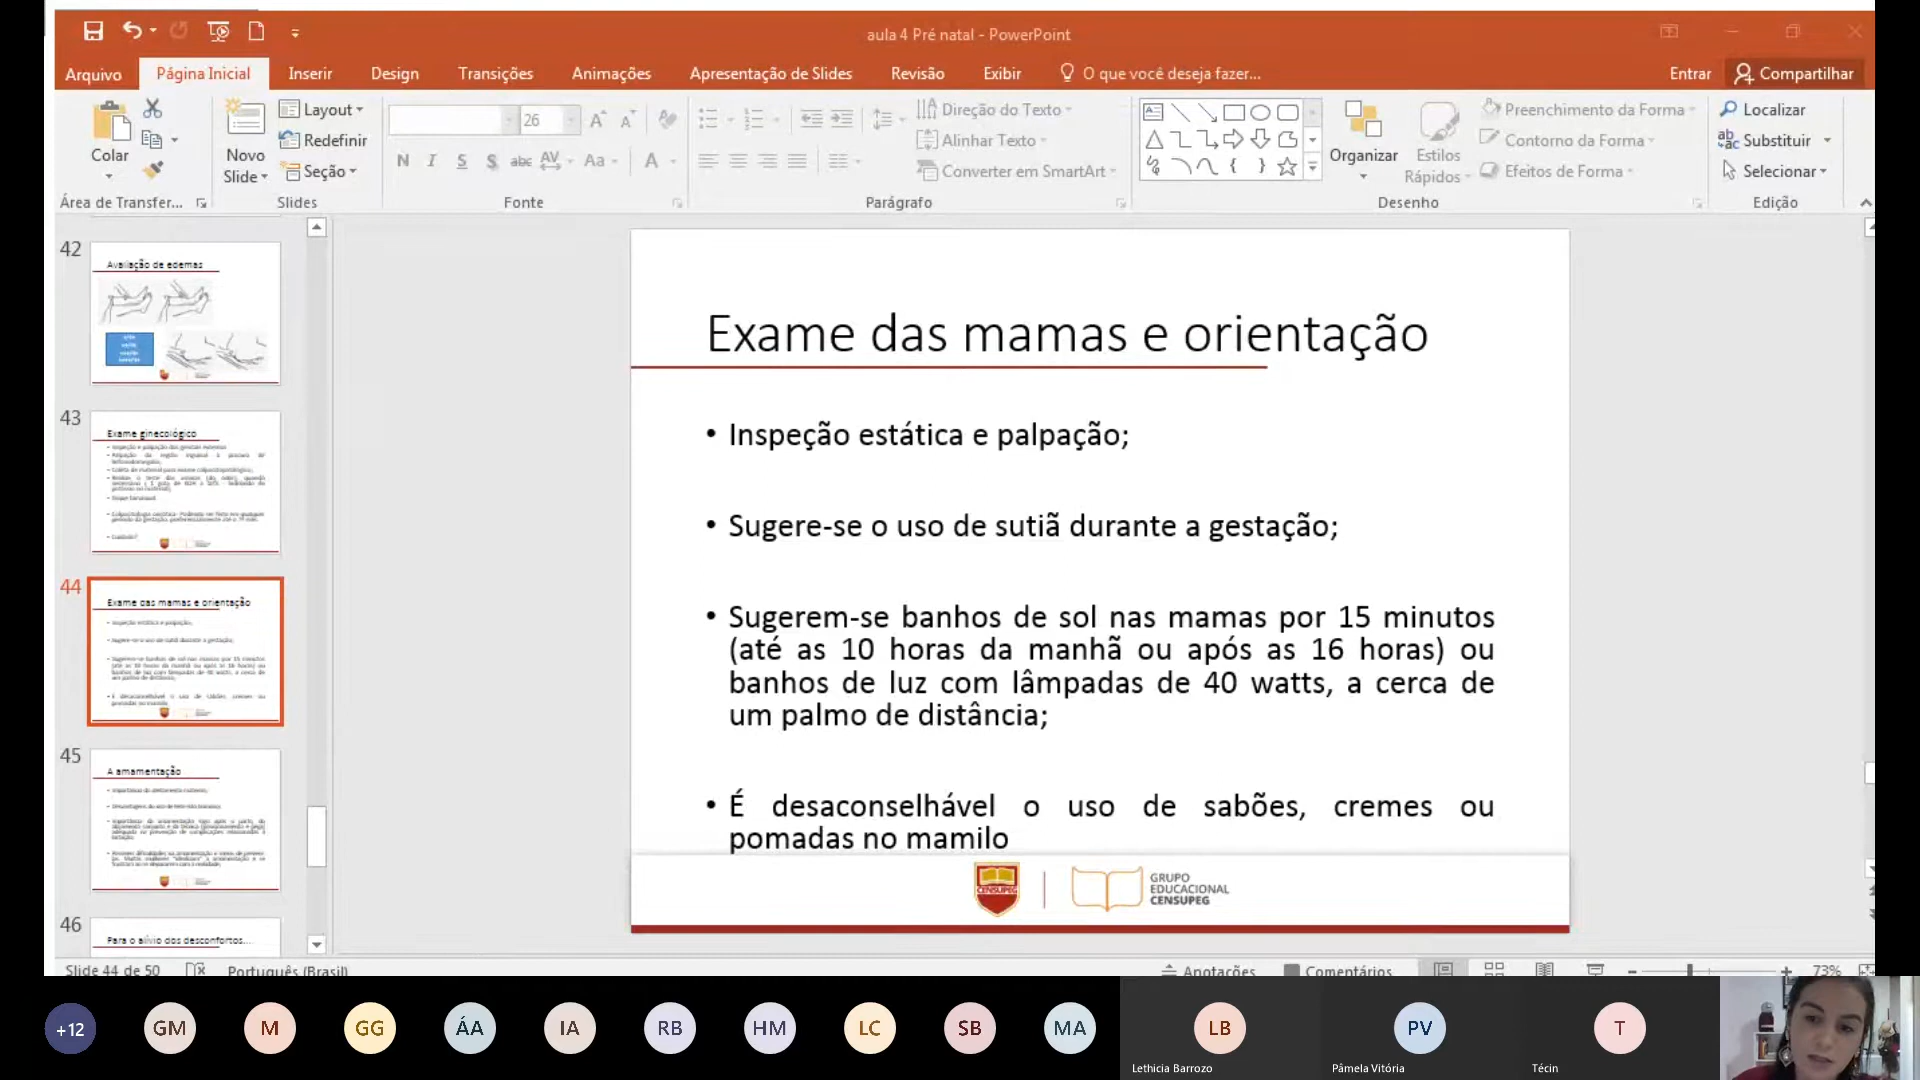 aula 4 Pré natal - PowerPoint
Arquivo Página Inicial Inserir Design Transições Animações Apresentação de Slides Revisão Exibir O que você deseja fazer... Entrar Compartilhar
Colar
Novo Slide
Layout
Redefinir
Seção
26
N I S S abc AV Aa A
Direção do Texto
Alinhar Texto
Converter em SmartArt
Organizar
Estilos Rápidos
Preenchimento da Forma
Contorno da Forma
Efeitos de Forma
Localizar
Substituir
Selecionar
Área de Transfer... Slides Fonte Parágrafo Desenho Edição
42
Avaliação de edemas
43
Exame ginecológico
44
Exame das mamas e orientação
45
A amamentação
46
Para o alívio dos desconfortos...
Exame das mamas e orientação
• Inspeção estática e palpação;
• Sugere-se o uso de sutiã durante a gestação;
• Sugerem-se banhos de sol nas mamas por 15 minutos
(até as 10 horas da manhã ou após as 16 horas) ou
banhos de luz com lâmpadas de 40 watts, a cerca de
um palmo de distância;
• É desaconselhável o uso de sabões, cremes ou
pomadas no mamilo
CENSUPEG
GRUPO
EDUCACIONAL
CENSUPEG
Slide 44 de 50 Português (Brasil) Anotações Comentários 73%
+12 GM M GG ÁA IA RB HM LC SB MA LB PV T
Lethicia Barrozo Pâmela Vitória Técin